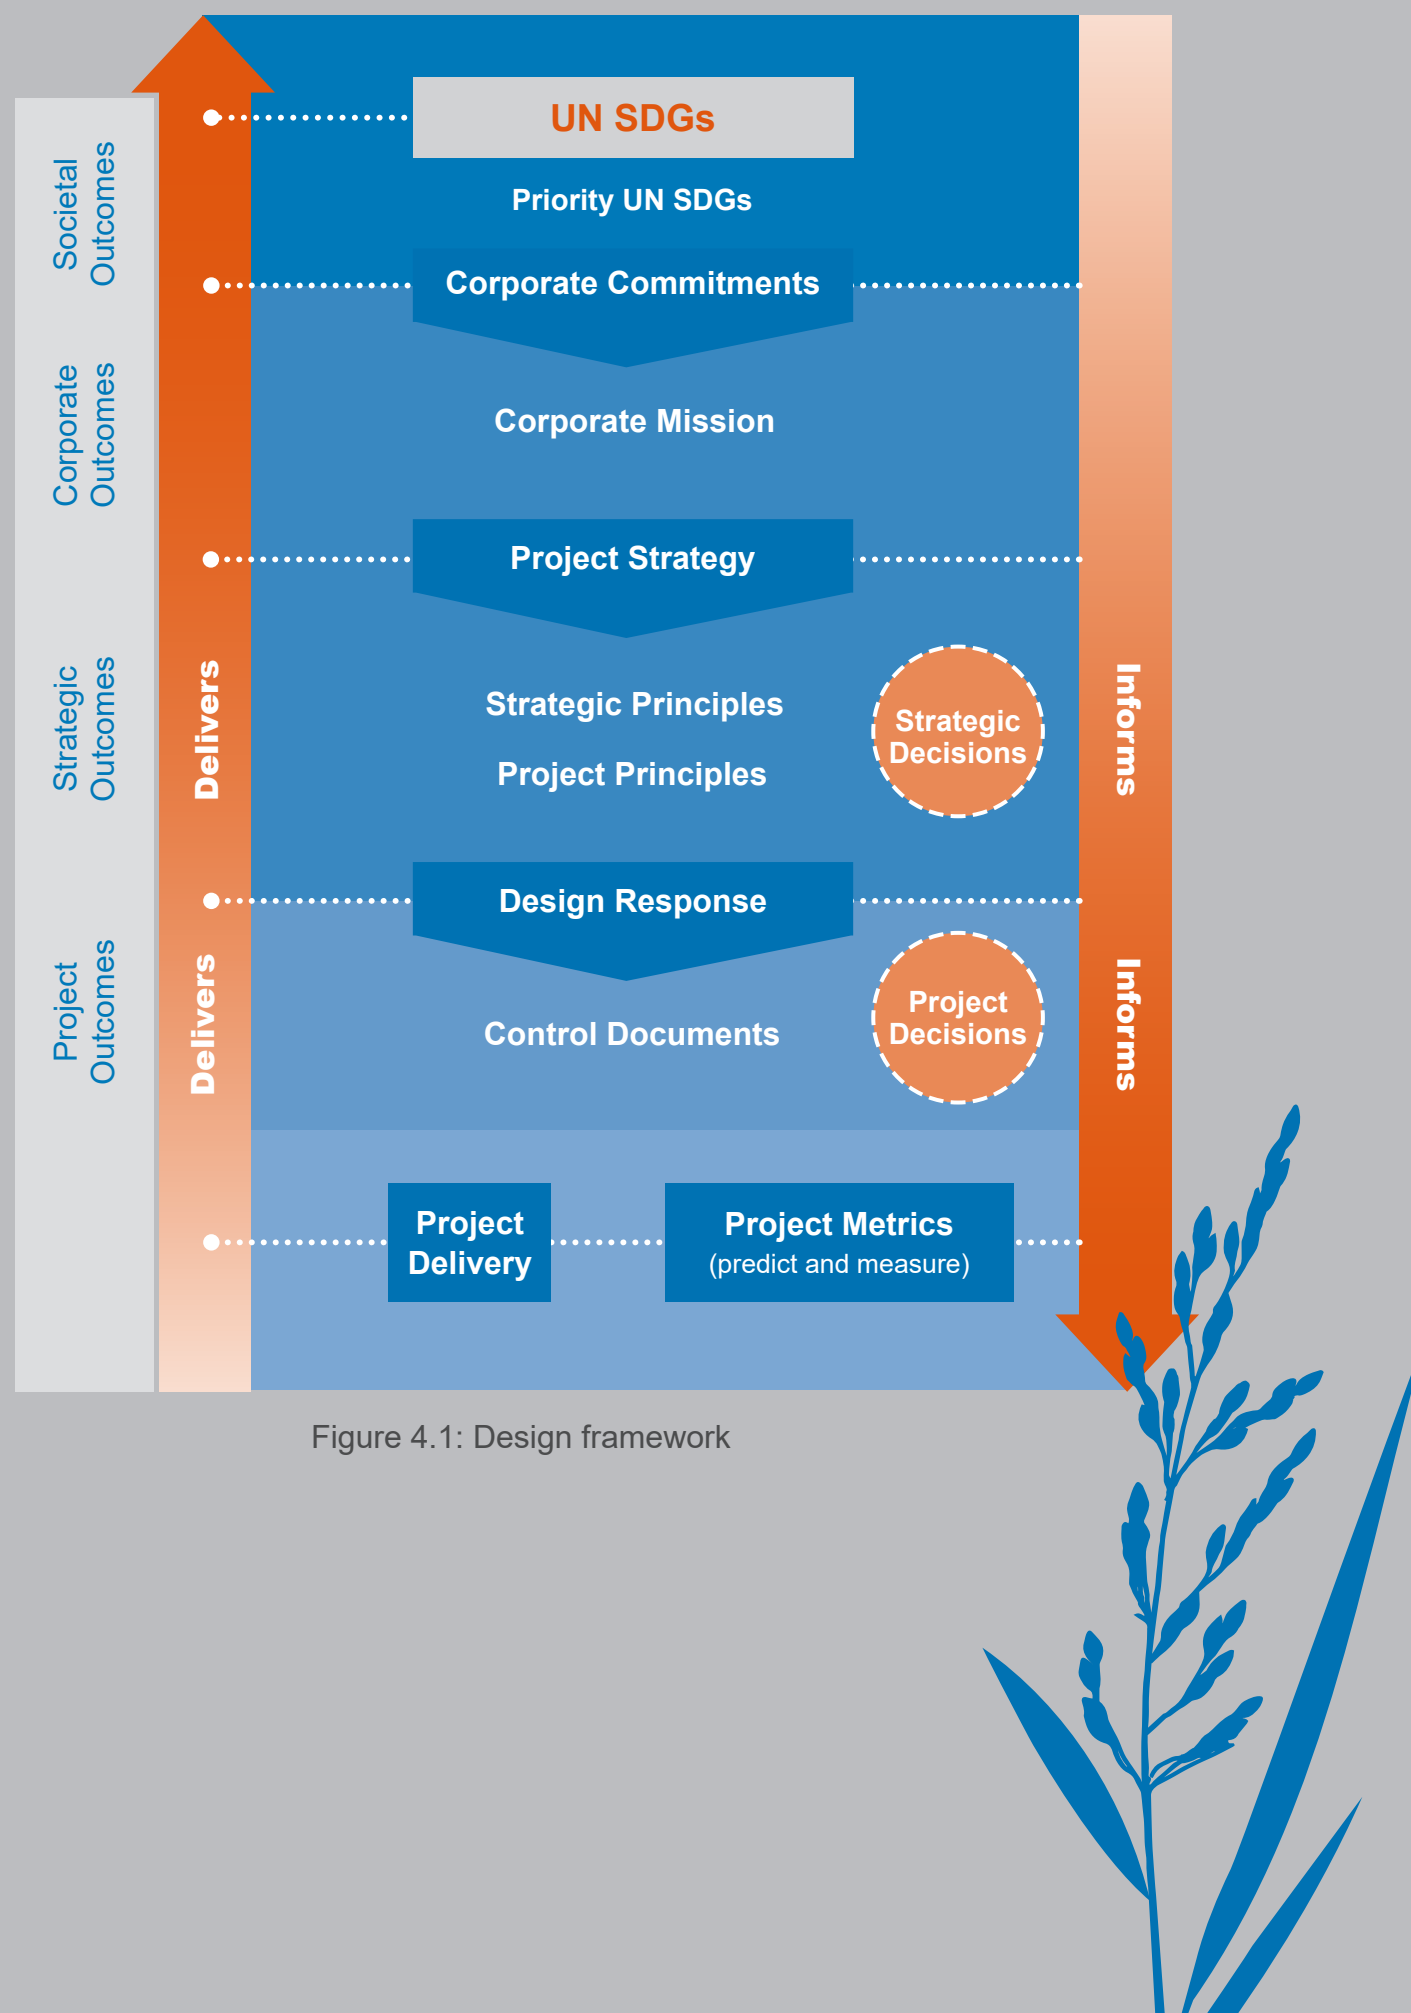 UN SDGs
Priority UN SDGs
Societal
Outcomes
Corporate Commitments
Corporate
Outcomes
Corporate Mission
Project Strategy
Strategic
Outcomes
Delivers
Strategic Principles
Project Principles
Strategic
Decisions
Informs
Design Response
Project
Outcomes
Delivers
Control Documents
Project
Decisions
Informs
Project
Delivery
Project Metrics
(predict and measure)
Figure 4.1: Design framework